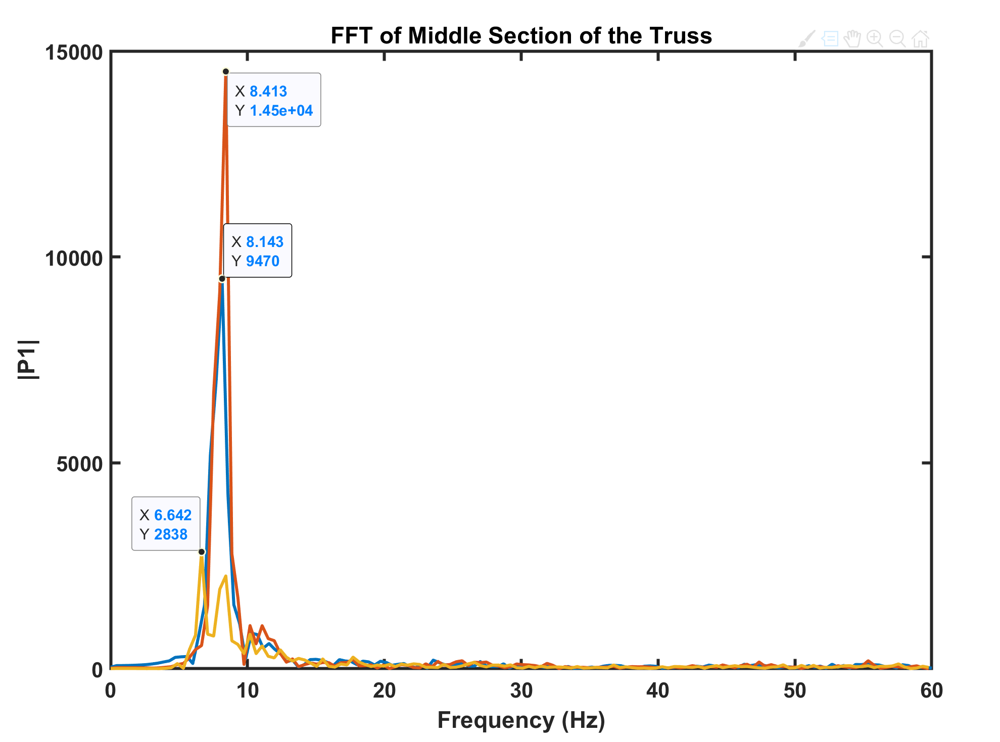 FFT of Middle Section of the Truss
15000
X 8.413
Y 1.45e+04
X 8.143
Y 9470
10000
|P1|
5000
X 6.642
Y 2838
0
0 10 20 30 40 50 60
Frequency (Hz)